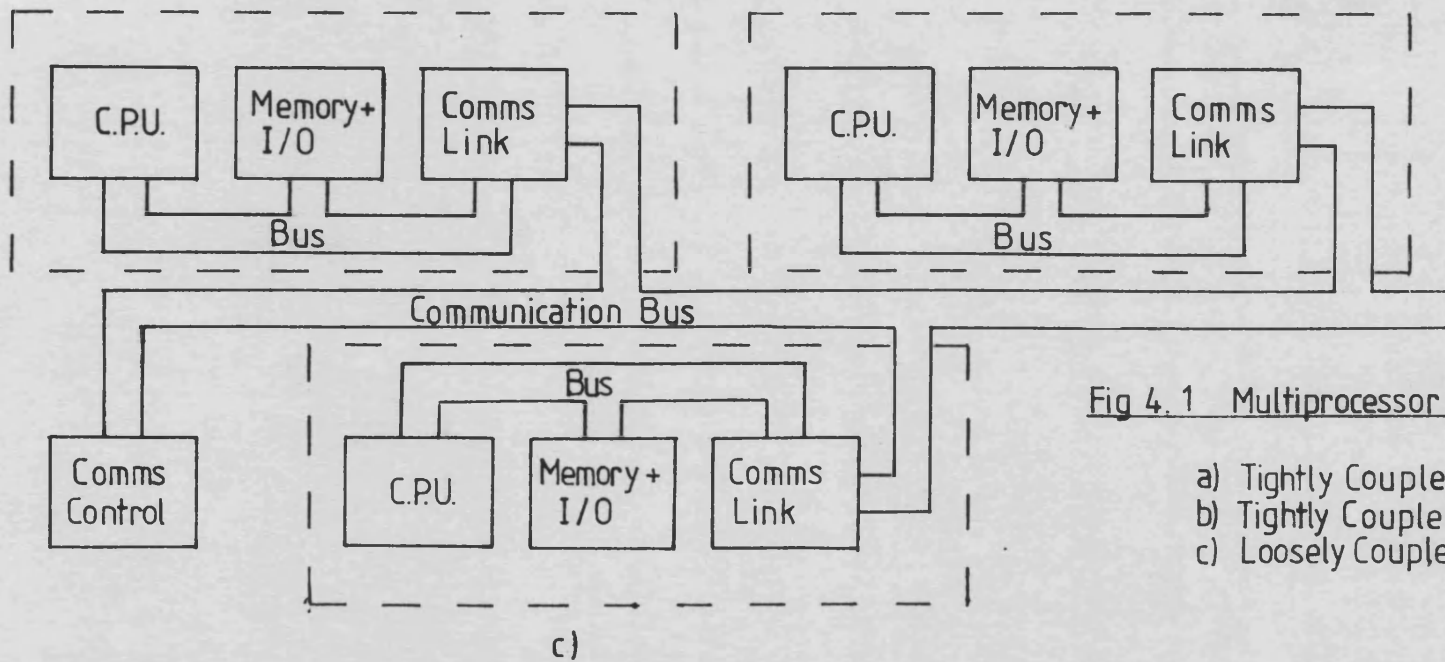 C.P.U.
Memory +
I/O
Comms
Link
Bus
C.P.U.
Memory +
I/O
Comms
Link
Bus
Communication Bus
Comms
Control
Bus
C.P.U.
Memory +
I/O
Comms
Link
c)
Fig 4.1 Multiprocessor
a) Tightly Couple
b) Tightly Couple
c) Loosely Couple